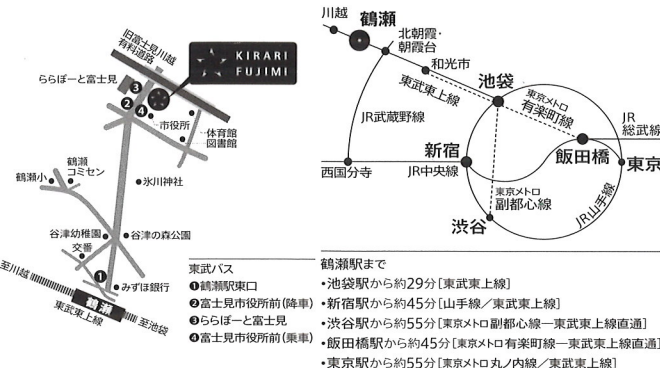 旧富士見川越
有料道路
KIRARI
FUJIMI
ららぽーと富士見
❸
❷
❹
市役所
体育館
図書館
鶴瀬小
鶴瀬
コミセン
氷川神社
谷津幼稚園
谷津の森公園
交番
❶
みずほ銀行
至川越
鶴瀬
東武東上線
至池袋
東武バス
❶鶴瀬駅東口
❷富士見市役所前(降車)
❸ららぽーと富士見
❹富士見市役所前(乗車)
川越
鶴瀬
北朝霞・
朝霞台
和光市
東武東上線
池袋
東京メトロ
有楽町線
JR武蔵野線
JR
総武線
飯田橋
新宿
西国分寺
JR中央線
東京
東京メトロ
副都心線
渋谷
JR山手線
鶴瀬駅まで
•池袋駅から約29分[東武東上線]
•新宿駅から約45分[山手線/東武東上線]
•渋谷駅から約55分[東京メトロ副都心線―東武東上線直通]
•飯田橋駅から約45分[東京メトロ有楽町線―東武東上線直通]
•東京駅から約55分[東京メトロ丸ノ内線/東武東上線]